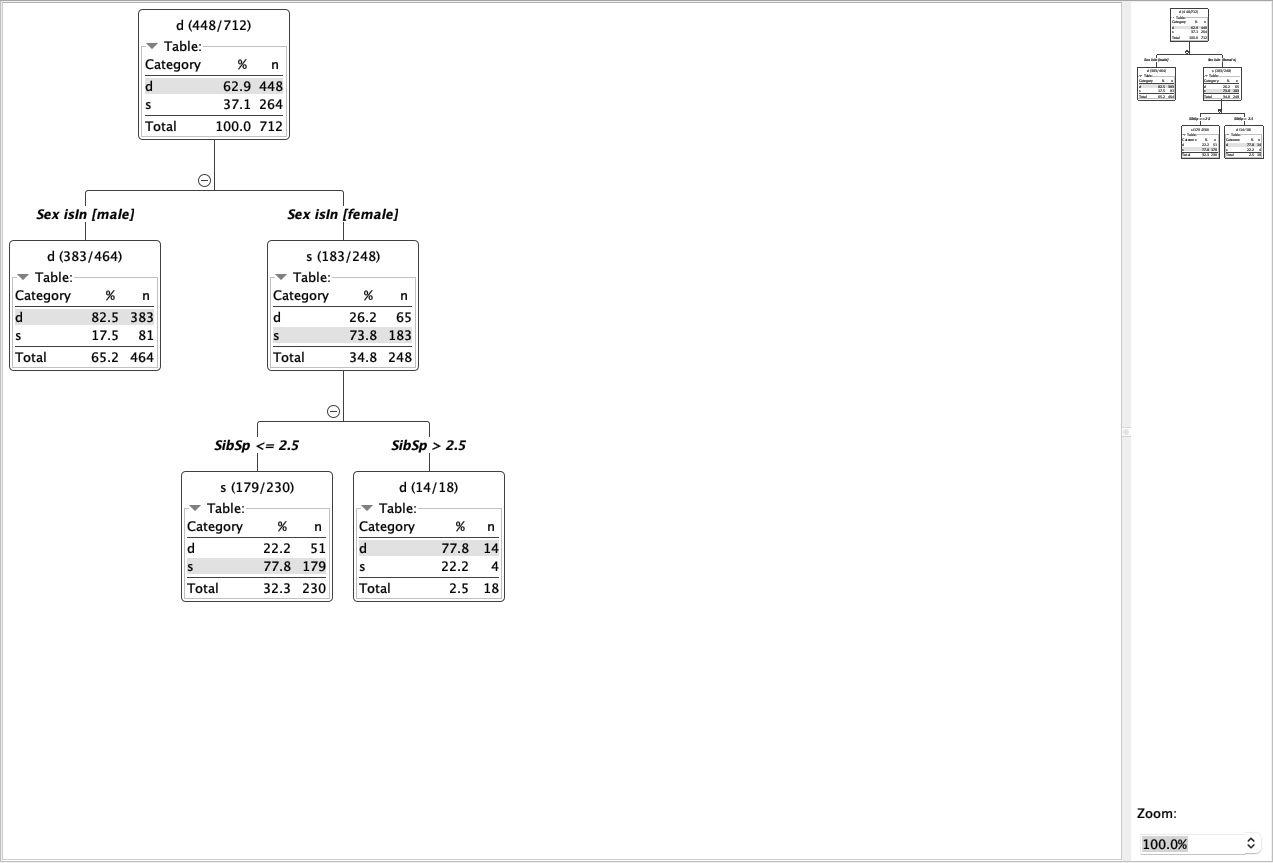 d (448/712)
Table:
Category % n
d 62.9 448
s 37.1 264
Total 100.0 712
Sex isIn [male]
Sex isIn [female]
d (383/464)
Table:
Category % n
d 82.5 383
s 17.5 81
Total 65.2 464
s (183/248)
Table:
Category % n
d 26.2 65
s 73.8 183
Total 34.8 248
SibSp <= 2.5
SibSp > 2.5
s (179/230)
Table:
Category % n
d 22.2 51
s 77.8 179
Total 32.3 230
d (14/18)
Table:
Category % n
d 77.8 14
s 22.2 4
Total 2.5 18
Zoom:
100.0%